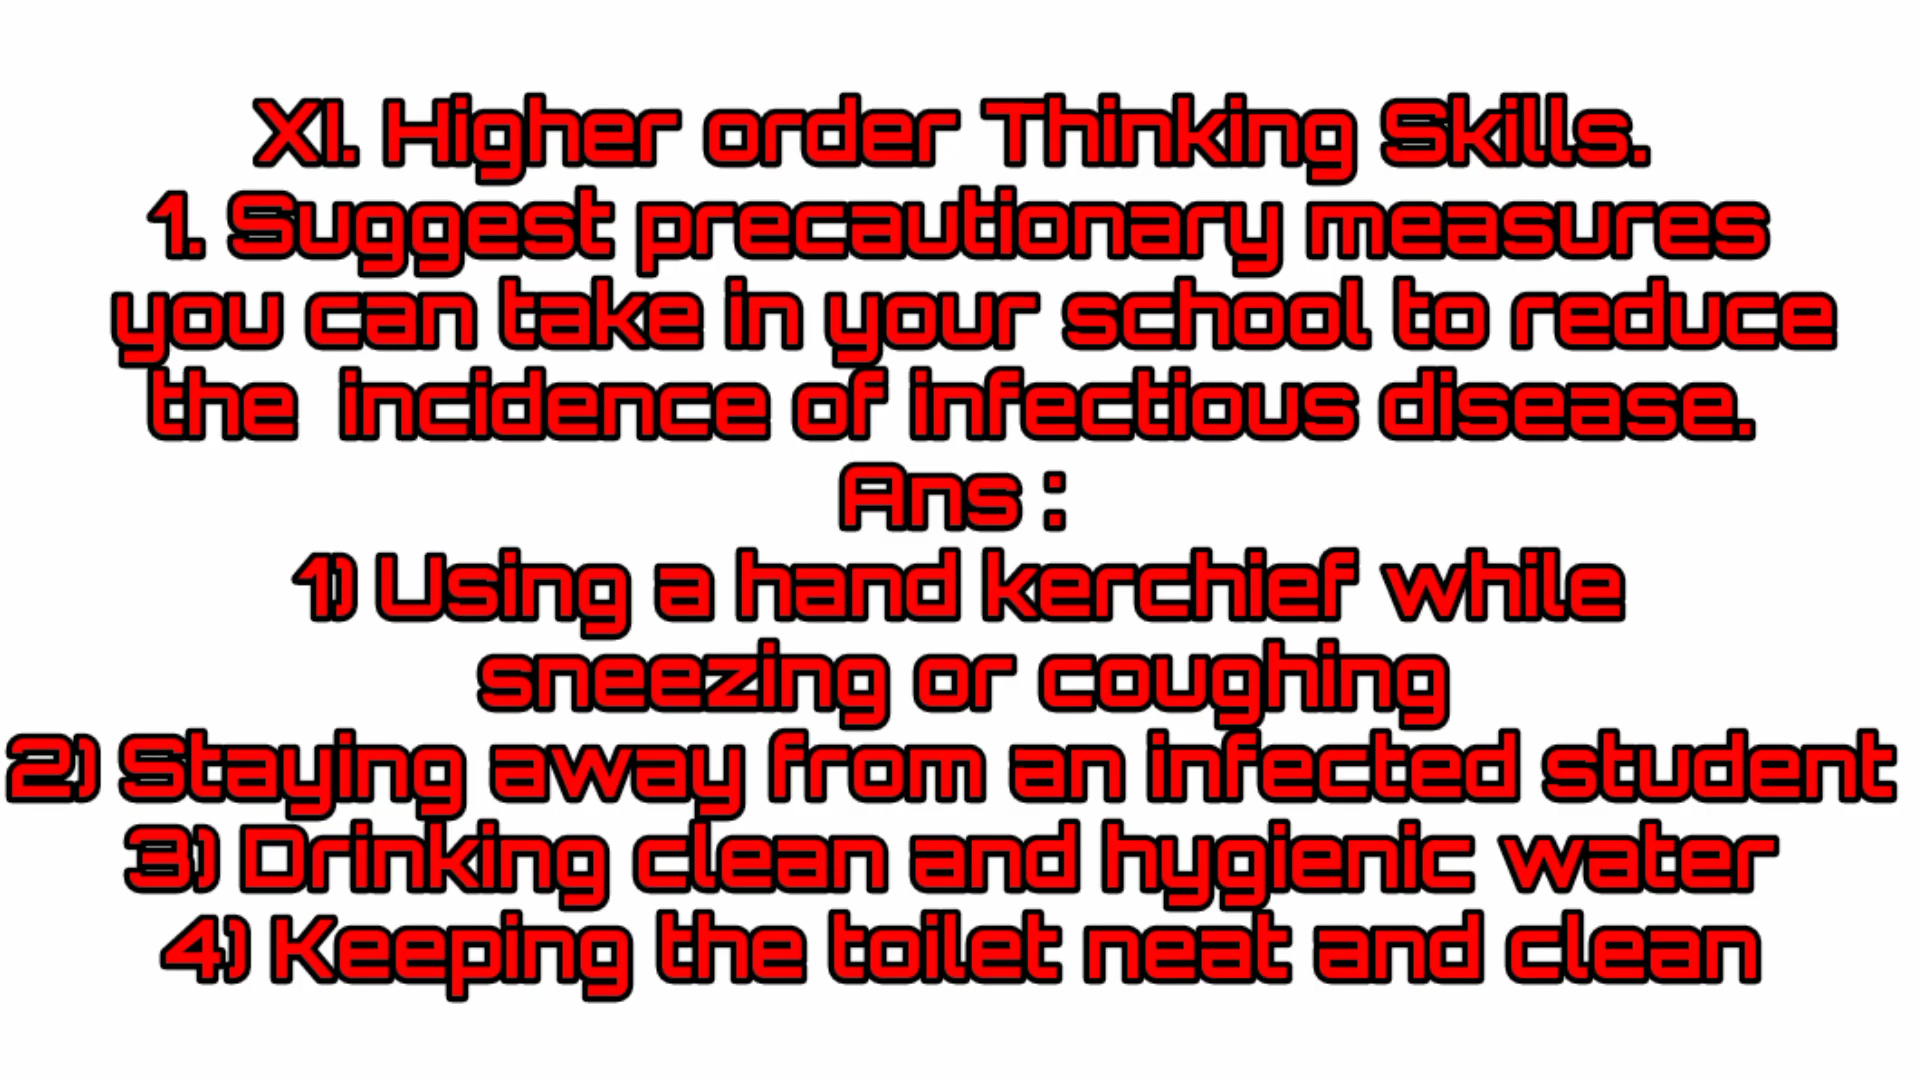 XI. Higher order Thinking Skills.
1. Suggest precautionary measures
you can take in your school to reduce
the incidence of infectious disease.
Ans :
1) Using a hand kerchief while
sneezing or coughing
2) Staying away from an infected student
3) Drinking clean and hygienic water
4) Keeping the toilet neat and clean